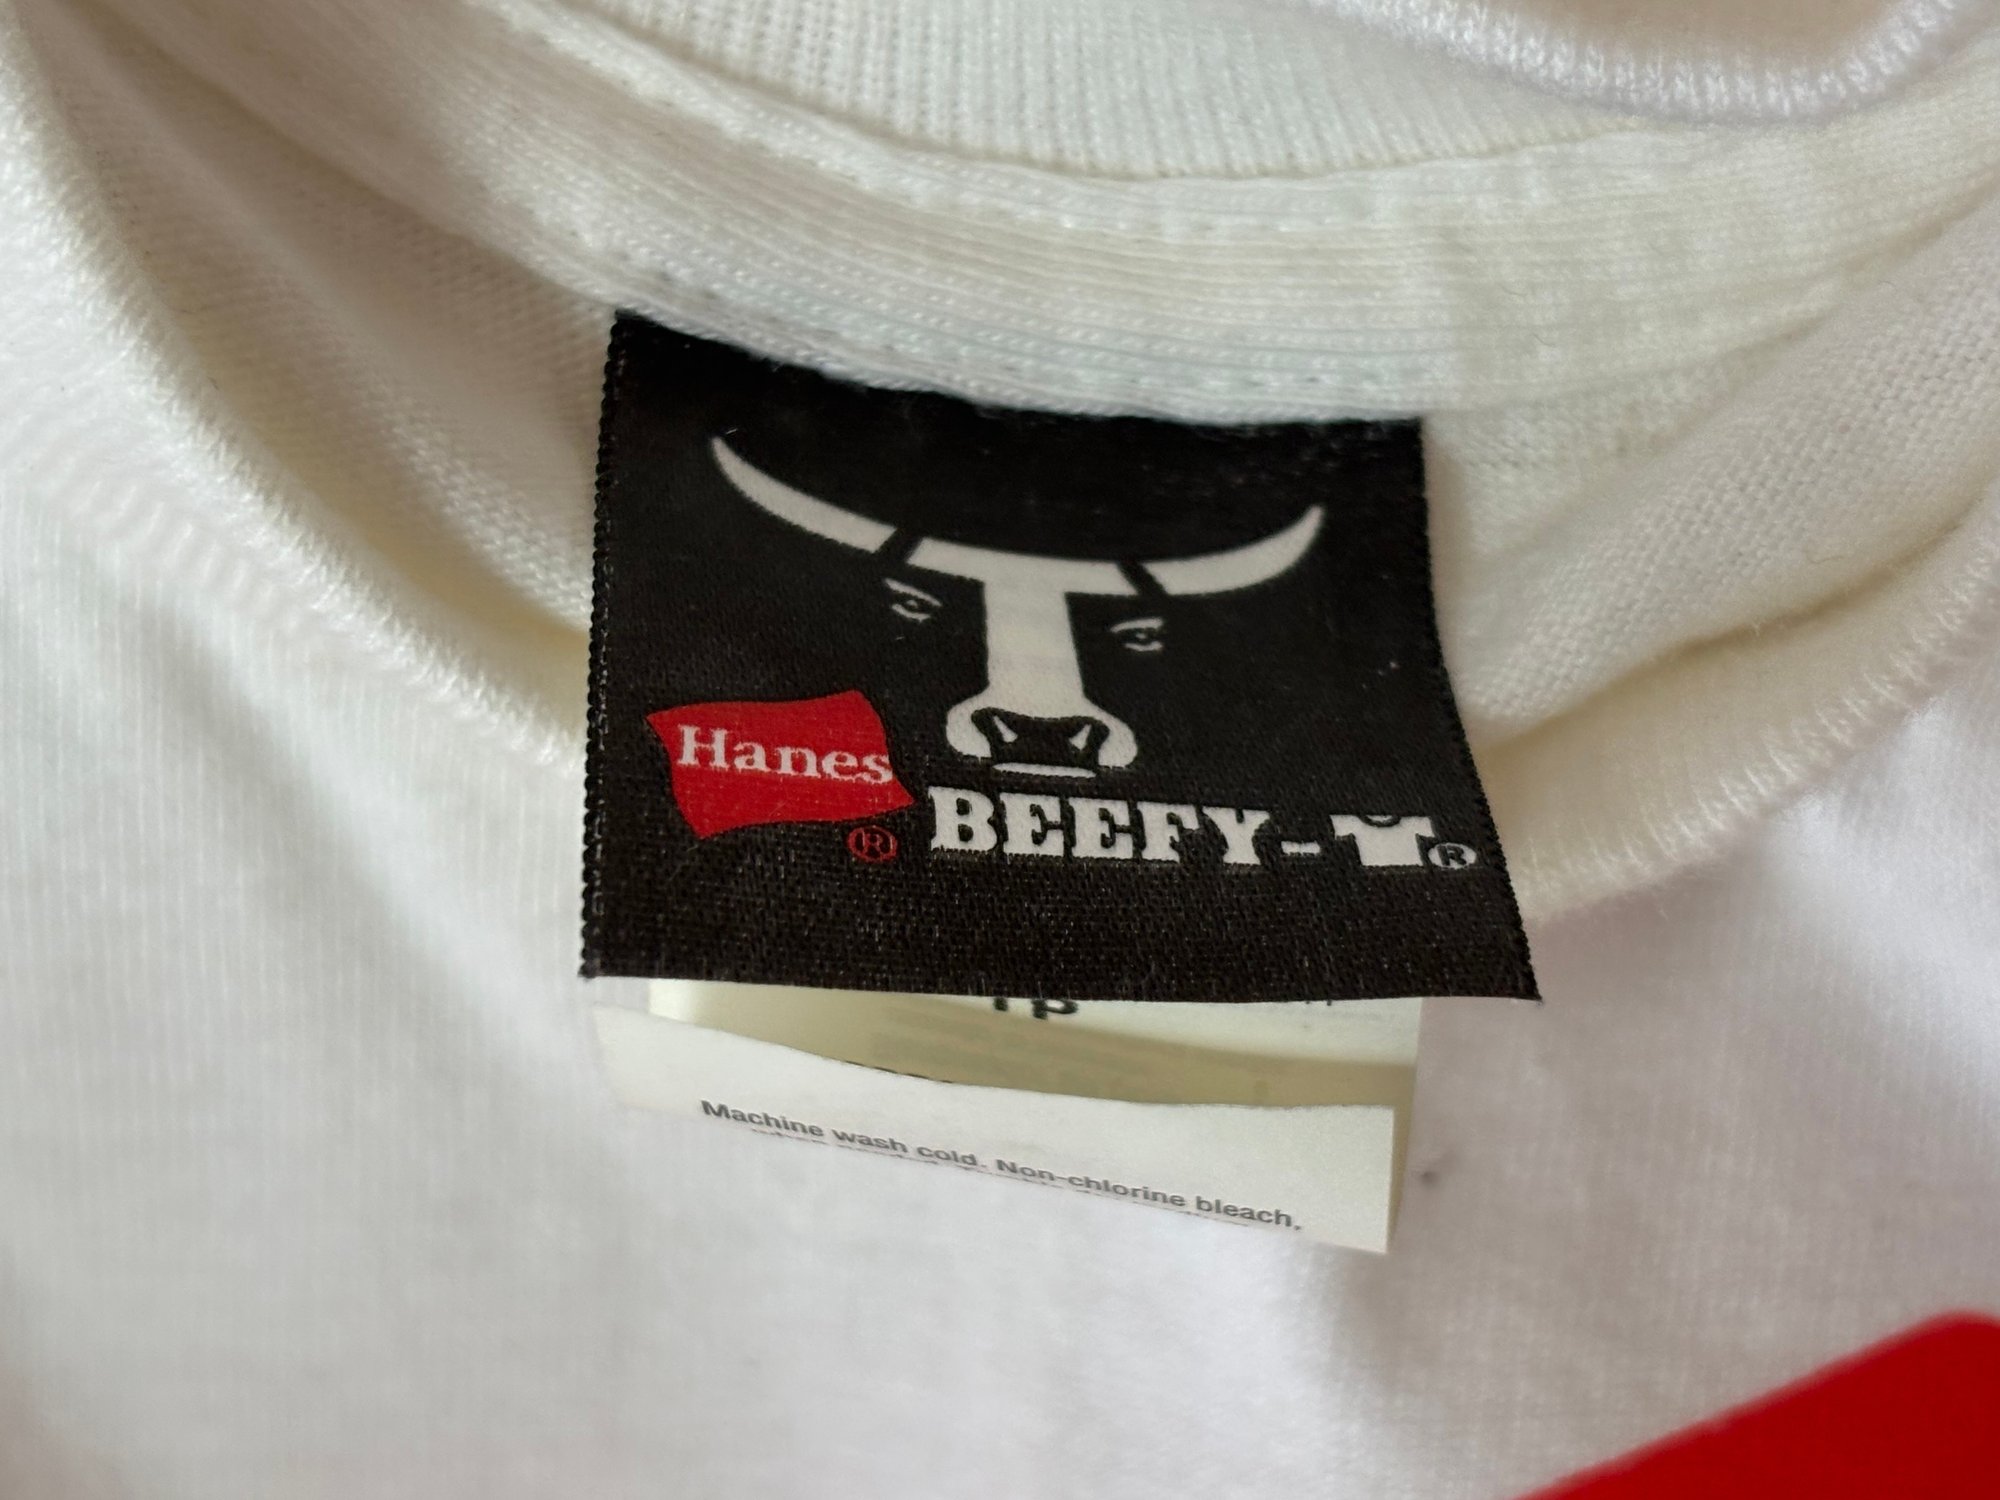 Hanes
®
BEEFY-T®
Machine wash cold. Non-chlorine bleach,